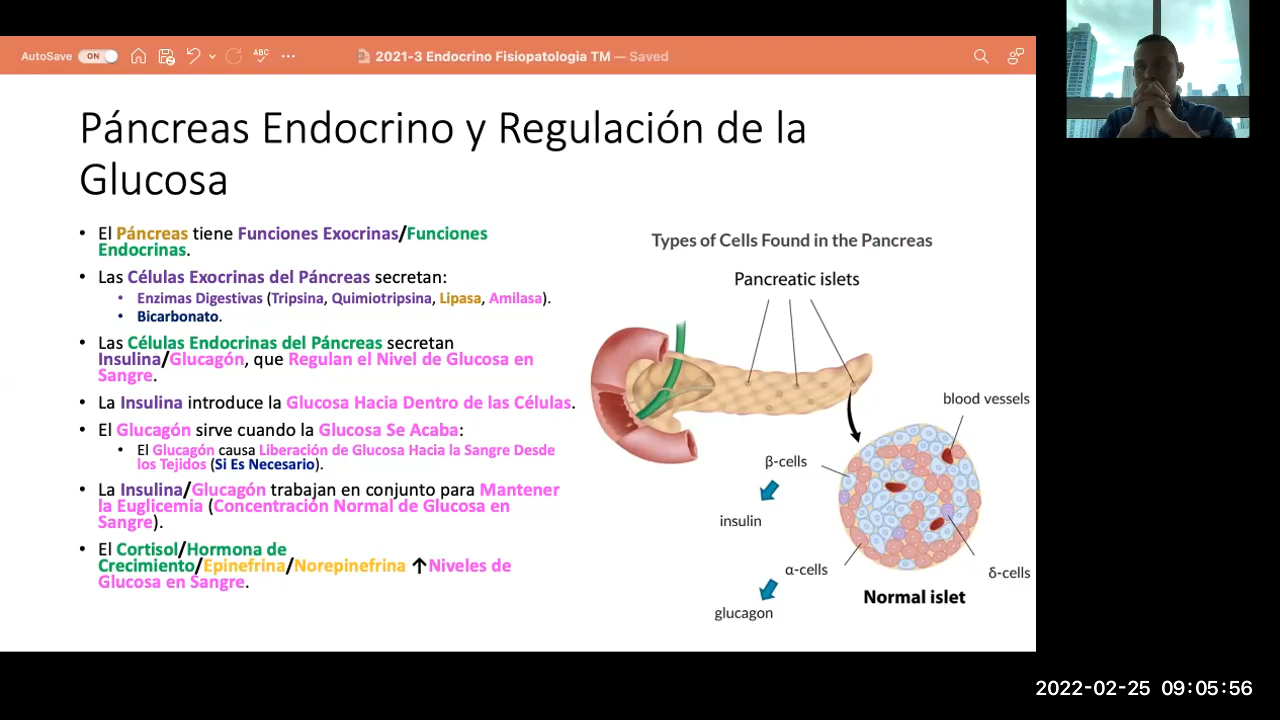 AutoSave ON
ABC
2021-3 Endocrino Fisiopatologia TM — Saved
Páncreas Endocrino y Regulación de la
Glucosa
• El Páncreas tiene Funciones Exocrinas/Funciones
Endocrinas.
• Las Células Exocrinas del Páncreas secretan:
• Enzimas Digestivas (Tripsina, Quimiotripsina, Lipasa, Amilasa).
• Bicarbonato.
• Las Células Endocrinas del Páncreas secretan
Insulina/Glucagón, que Regulan el Nivel de Glucosa en
Sangre.
• La Insulina introduce la Glucosa Hacia Dentro de las Células.
• El Glucagón sirve cuando la Glucosa Se Acaba:
• El Glucagón causa Liberación de Glucosa Hacia la Sangre Desde
los Tejidos (Si Es Necesario).
• La Insulina/Glucagón trabajan en conjunto para Mantener
la Euglicemia (Concentración Normal de Glucosa en
Sangre).
• El Cortisol/Hormona de
Crecimiento/Epinefrina/Norepinefrina ↑Niveles de
Glucosa en Sangre.
Types of Cells Found in the Pancreas
Pancreatic islets
blood vessels
β-cells
insulin
α-cells
δ-cells
Normal islet
glucagon
2022-02-25 09:05:56